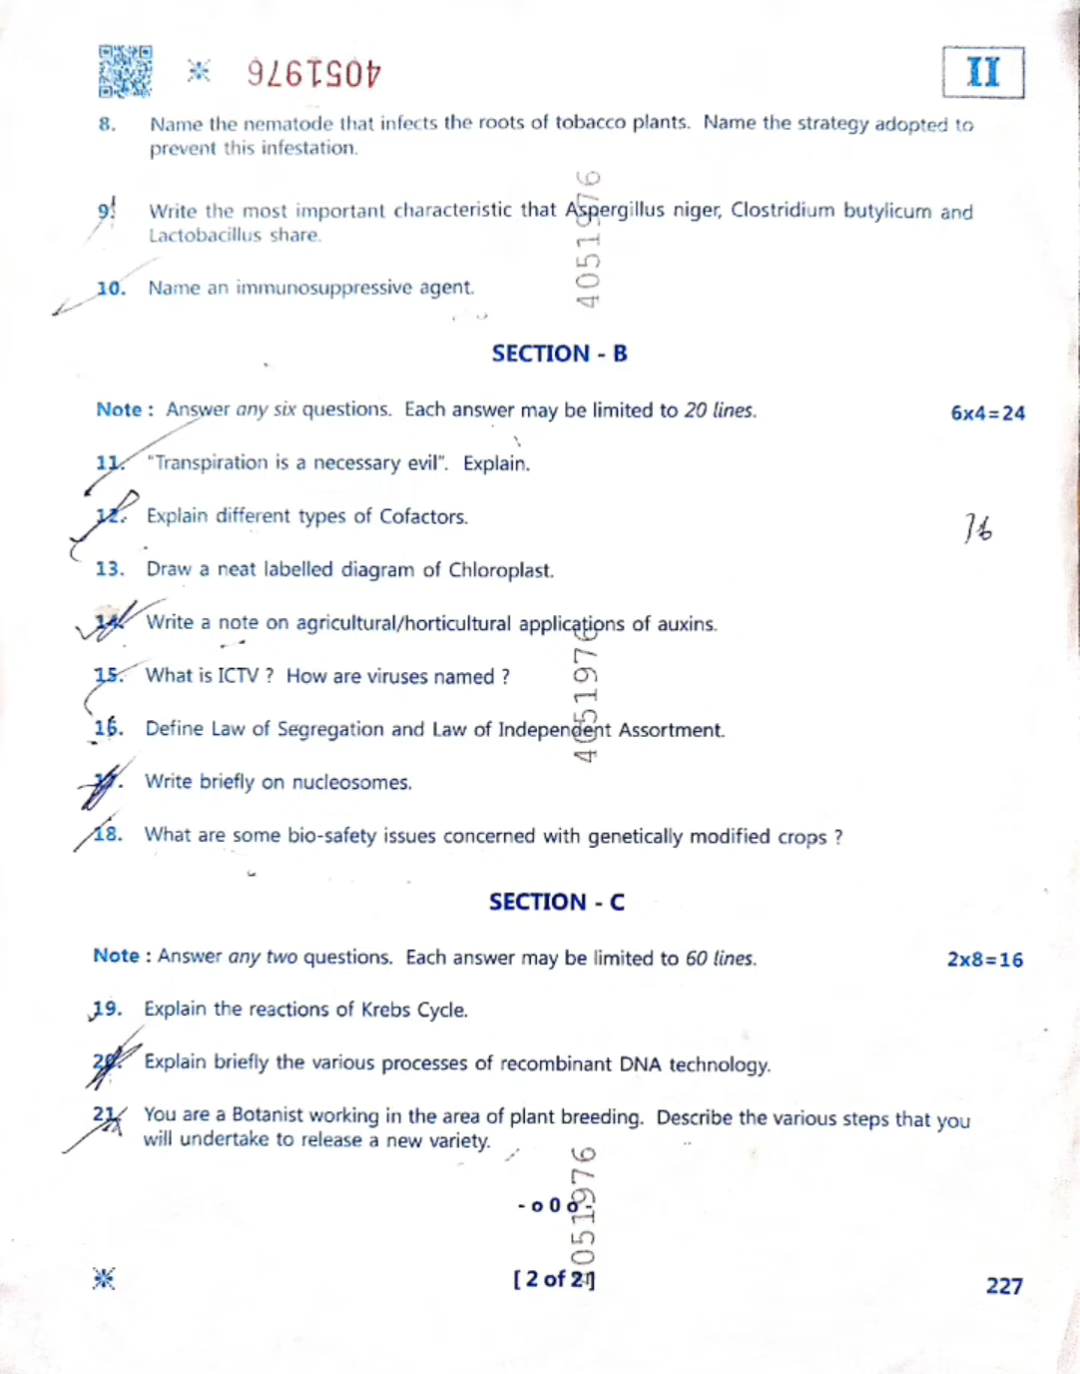 4051976
II
8. Name the nematode that infects the roots of tobacco plants. Name the strategy adopted to
prevent this infestation.
9. Write the most important characteristic that Aspergillus niger, Clostridium butylicum and
Lactobacillus share.
4051976
10. Name an immunosuppressive agent.
SECTION - B
Note : Answer any six questions. Each answer may be limited to 20 lines. 6x4=24
11. "Transpiration is a necessary evil". Explain.
12. Explain different types of Cofactors.
13. Draw a neat labelled diagram of Chloroplast.
14. Write a note on agricultural/horticultural applications of auxins.
15. What is ICTV ? How are viruses named ?
4051976
16. Define Law of Segregation and Law of Independent Assortment.
17. Write briefly on nucleosomes.
18. What are some bio-safety issues concerned with genetically modified crops ?
SECTION - C
Note : Answer any two questions. Each answer may be limited to 60 lines. 2x8=16
19. Explain the reactions of Krebs Cycle.
20. Explain briefly the various processes of recombinant DNA technology.
21. You are a Botanist working in the area of plant breeding. Describe the various steps that you
will undertake to release a new variety.
- o 0 o -
4051976
[ 2 of 2 ]
227